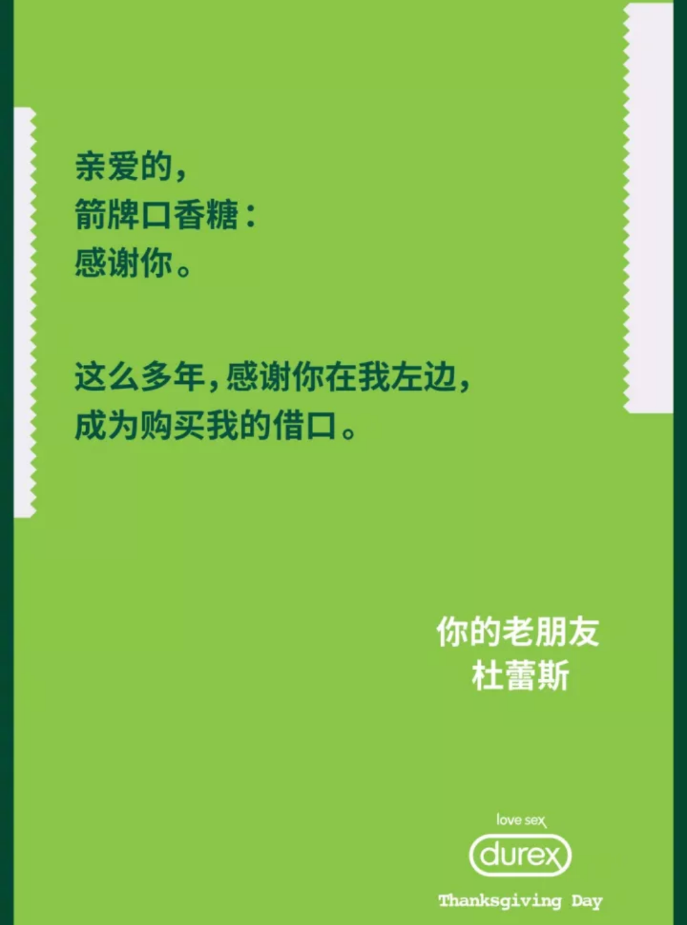 亲爱的，
箭牌口香糖：
感谢你。
这么多年，感谢你在我左边，
成为购买我的借口。
你的老朋友
杜蕾斯
love sex
durex
Thanksgiving Day